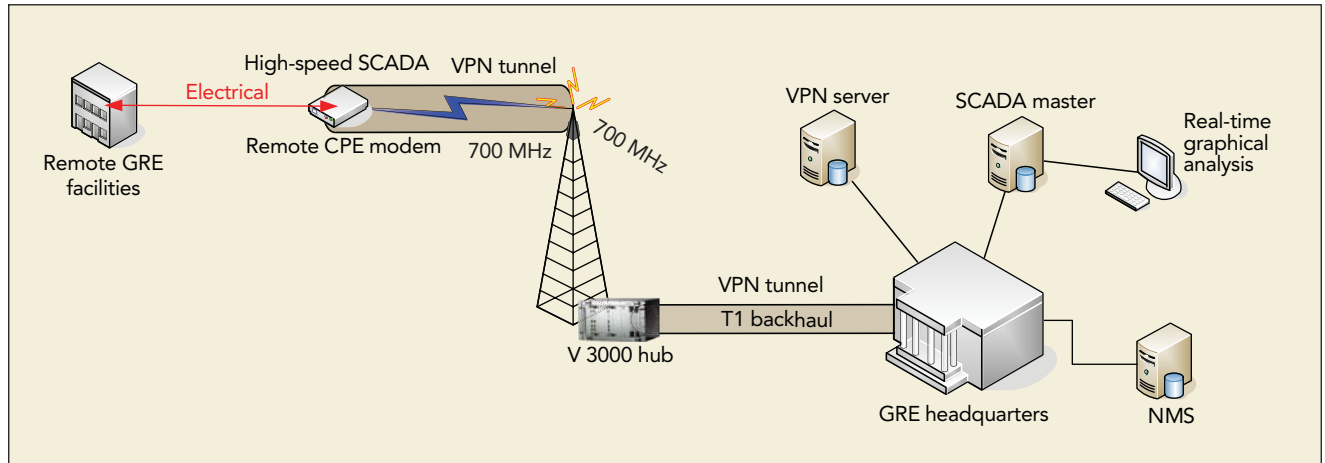 High-speed SCADA
VPN tunnel
Electrical
Remote GRE
facilities
Remote CPE modem
700 MHz
700 MHz
VPN server
SCADA master
Real-time
graphical
analysis
VPN tunnel
T1 backhaul
V 3000 hub
GRE headquarters
NMS